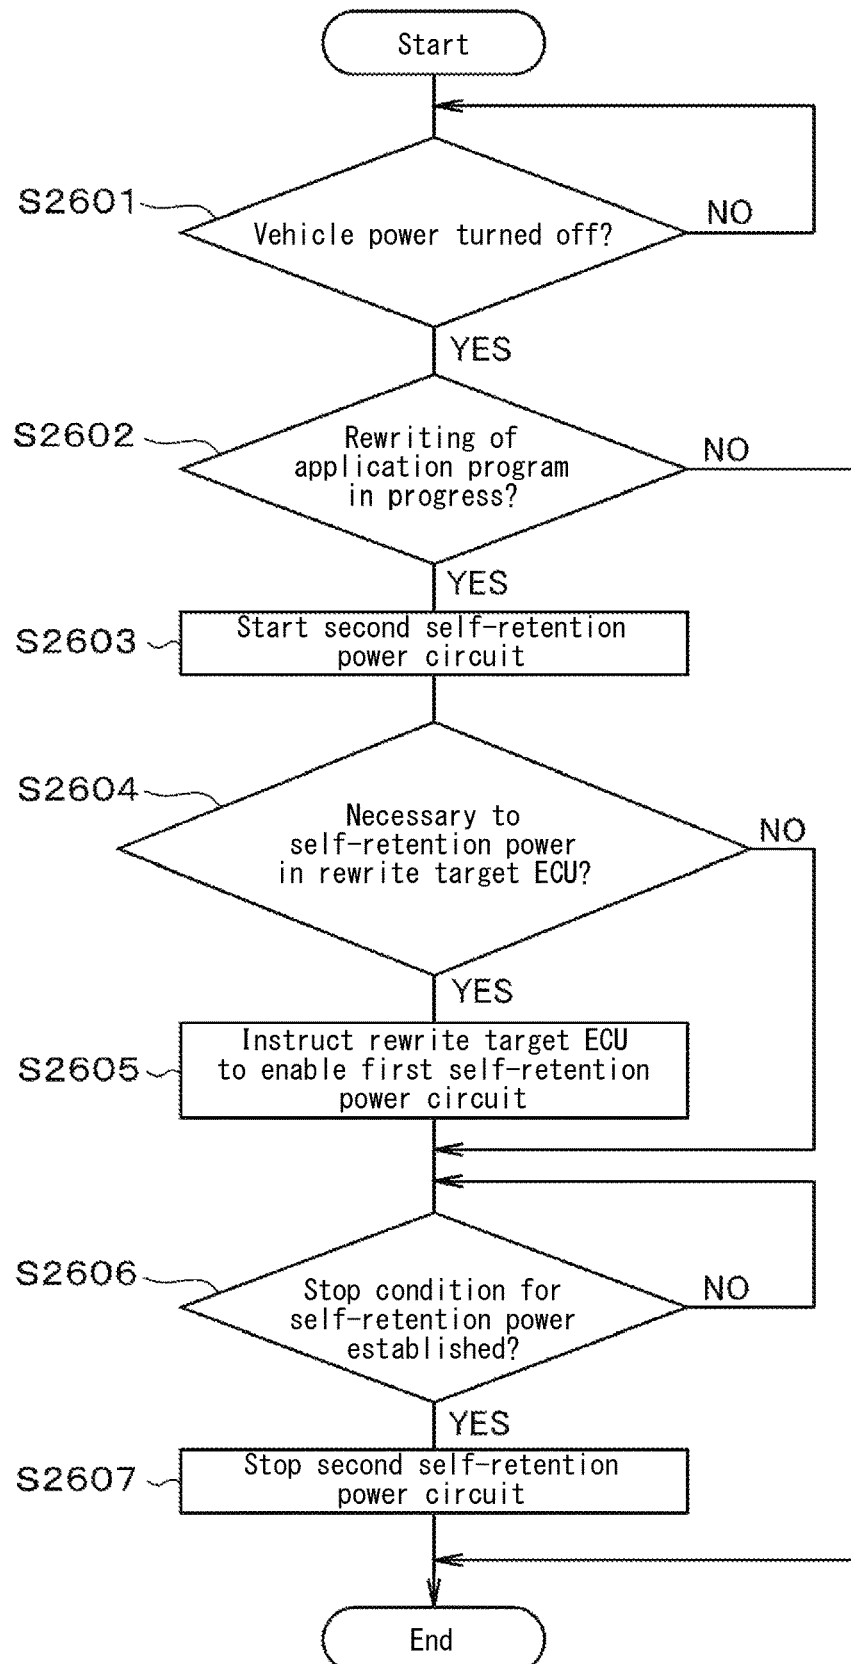 Start
S2601
Vehicle power turned off?
NO
YES
S2602
Rewriting of
application program
in progress?
NO
YES
S2603
Start second self-retention
power circuit
S2604
Necessary to
self-retention power
in rewrite target ECU?
NO
YES
S2605
Instruct rewrite target ECU
to enable first self-retention
power circuit
S2606
Stop condition for
self-retention power
established?
NO
YES
S2607
Stop second self-retention
power circuit
End